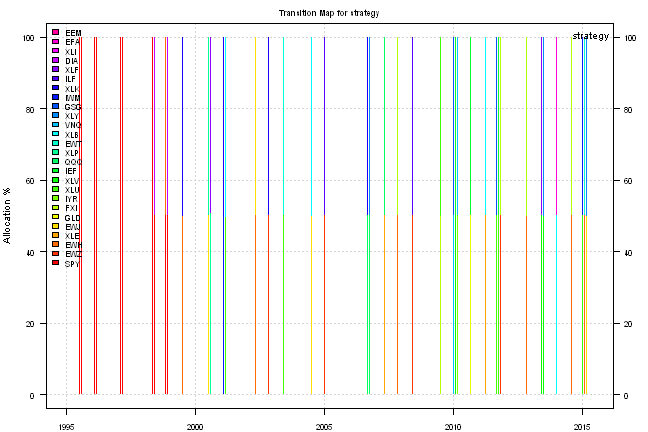 Transition Map for strategy
strategy
EEM
EFA
XLI
DIA
XLF
ILF
XLK
IWM
GSG
XLY
VNQ
XLB
EWT
XLP
QQQ
IEF
XLV
XLU
IYR
FXI
GLD
EWJ
XLE
EWH
EWZ
SPY
Allocation %
100
80
60
40
20
0
100
80
60
40
20
0
1995
2000
2005
2010
2015